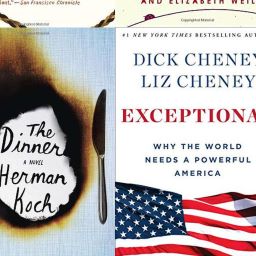 — San Francisco Chronicle
AND ELIZABETH WEIL
The
Dinner
A NOVEL
Herman
Koch
#1 NEW YORK TIMES BESTSELLING
DICK CHENEY
LIZ CHENEY
EXCEPTIONA
WHY THE WORLD
NEEDS A POWERFUL
AMERICA